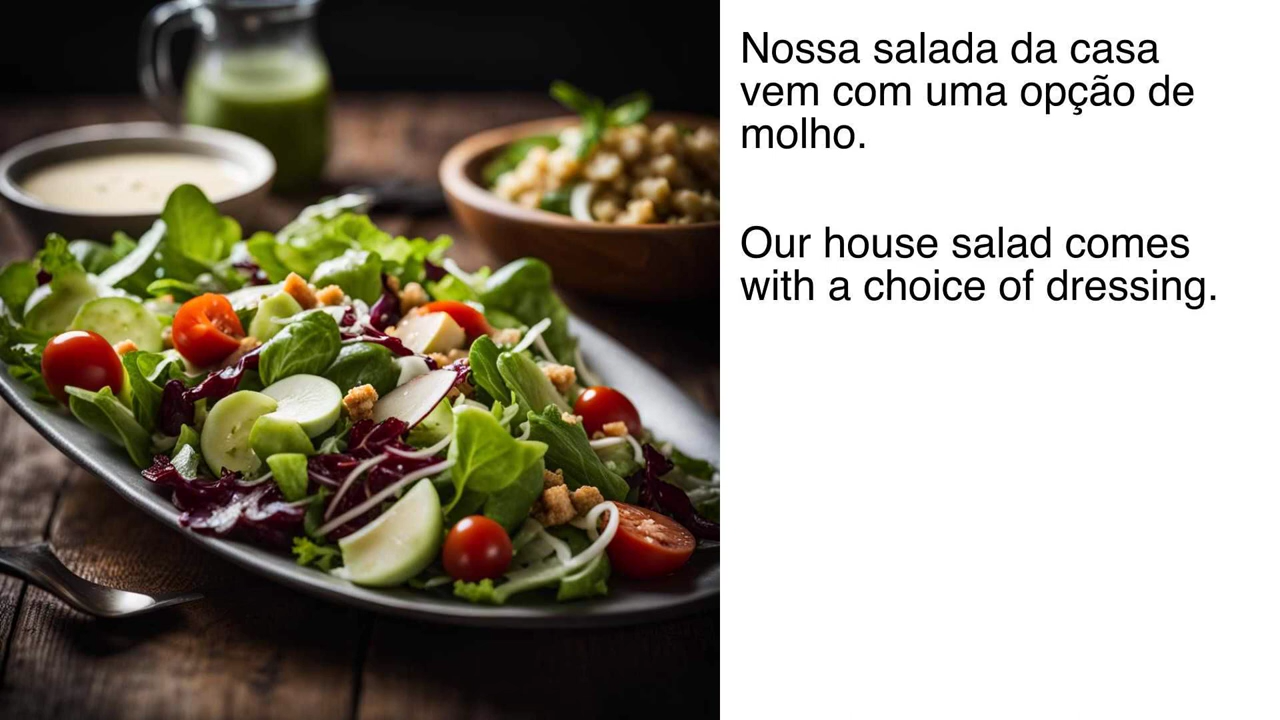 Nossa salada da casa
vem com uma opção de
molho.
Our house salad comes
with a choice of dressing.